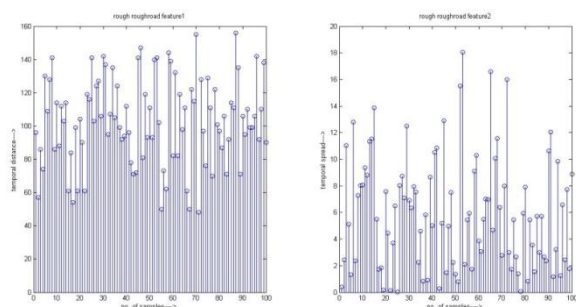 rough roughroad feature1
160
140
120
100
80
60
40
20
0
0 10 20 30 40 50 60 70 80 90 100
temporal distance--->
no. of samples---->
rough roughroad feature2
20
18
16
14
12
10
8
6
4
2
0
0 10 20 30 40 50 60 70 80 90 100
temporal spread--->
no. of samples---->